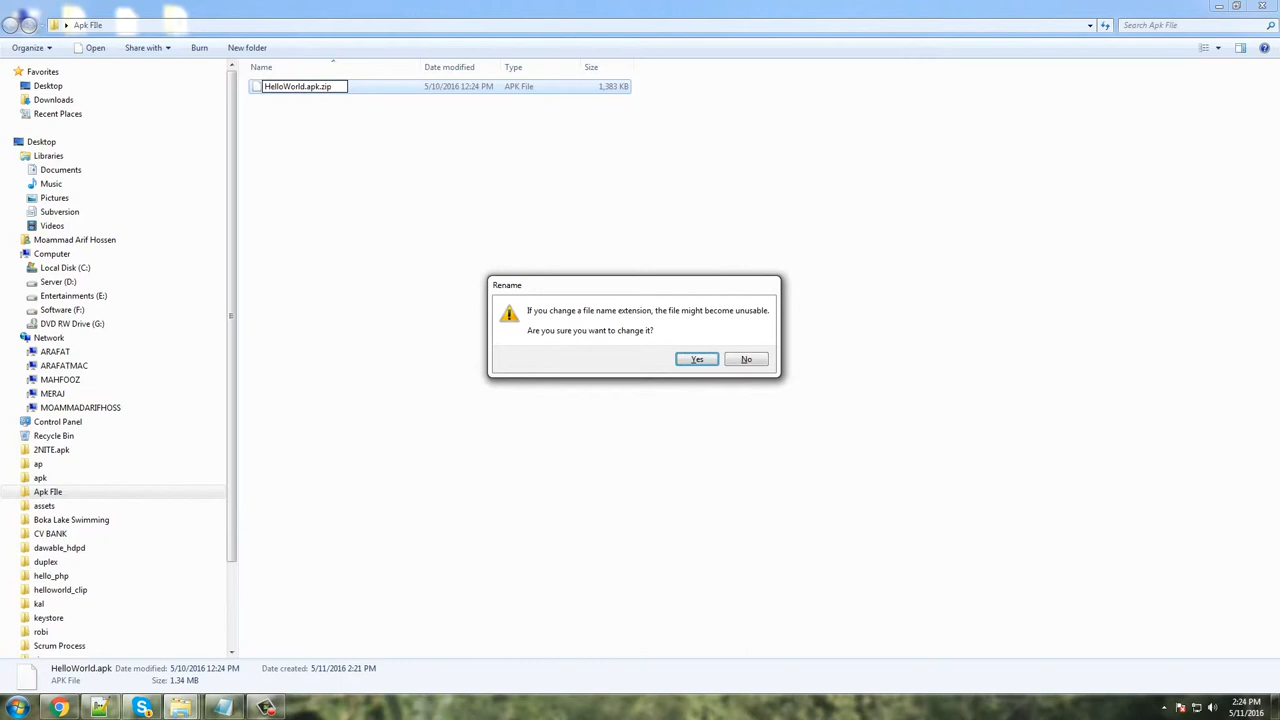 Apk FIle
Search Apk FIle
Organize
Open
Share with
Burn
New folder
Name
Date modified
Type
Size
HelloWorld.apk.zip
5/10/2016 12:24 PM
APK File
1,383 KB
Favorites
Desktop
Downloads
Recent Places
Desktop
Libraries
Documents
Music
Pictures
Subversion
Videos
Moammad Arif Hossen
Computer
Local Disk (C:)
Server (D:)
Entertainments (E:)
Software (F:)
DVD RW Drive (G:)
Network
ARAFAT
ARAFATMAC
MAHFOOZ
MERAJ
MOAMMADARIFHOSS
Control Panel
Recycle Bin
2NITE.apk
ap
apk
Apk FIle
assets
Boka Lake Swimming
CV BANK
dawable_hdpd
duplex
hello_php
helloworld_clip
kal
keystore
robi
Scrum Process
Rename
If you change a file name extension, the file might become unusable.
Are you sure you want to change it?
Yes
No
HelloWorld.apk Date modified: 5/10/2016 12:24 PM Date created: 5/11/2016 2:21 PM
APK File Size: 1.34 MB
2:24 PM
5/11/2016